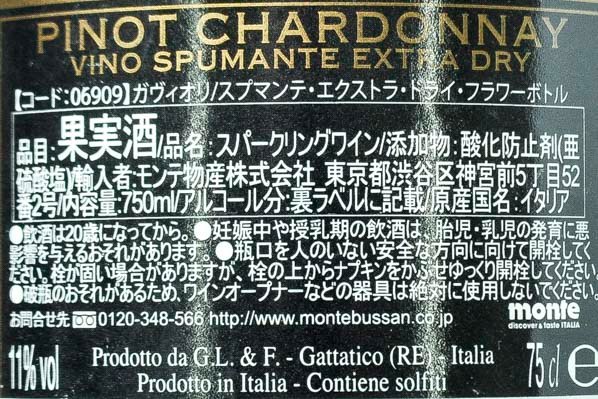 PINOT CHARDONNAY
VINO SPUMANTE EXTRA DRY
【コード:06909】ガヴィオリ/スプマンテ・エクストラ・ドライ・フラワーボトル
品目:果実酒/品名:スパークリングワイン/添加物:酸化防止剤(亜
硫酸塩)/輸入者:モンテ物産株式会社 東京都渋谷区神宮前5丁目52
番2号/内容量:750ml/アルコール分:裏ラベルに記載/原産国名:イタリア
●飲酒は20歳になってから。●妊娠中や授乳期の飲酒は、胎児・乳児の発育に悪
影響を与えるおそれがあります。●瓶口を人のいない安全な方向に向けて開栓してく
ださい。栓が固い場合がありますが、栓の上からナプキンをかぶせゆっくり開栓してください。
●破瓶のおそれがあるため、ワインオープナーなどの器具は絶対に使用しないでください。
お問合せ先 0120-348-566 http://www.montebussan.co.jp
monte
discover & taste ITALIA
11% vol
Prodotto da G.L. & F. - Gattatico (RE) - Italia
Prodotto in Italia - Contiene solfiti
75 cl e